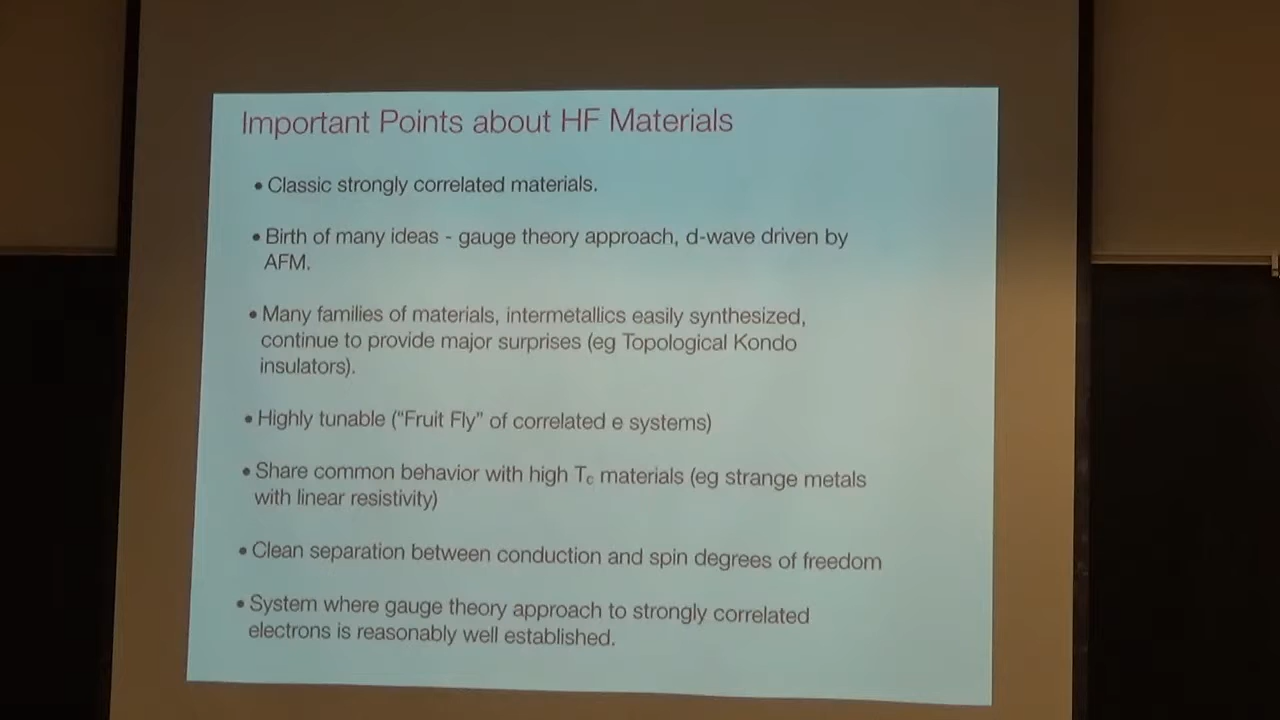 Important Points about HF Materials
• Classic strongly correlated materials.
• Birth of many ideas - gauge theory approach, d-wave driven by
AFM.
• Many families of materials, intermetallics easily synthesized,
continue to provide major surprises (eg Topological Kondo
insulators).
• Highly tunable (“Fruit Fly” of correlated e systems)
• Share common behavior with high Tc materials (eg strange metals
with linear resistivity)
• Clean separation between conduction and spin degrees of freedom
• System where gauge theory approach to strongly correlated
electrons is reasonably well established.